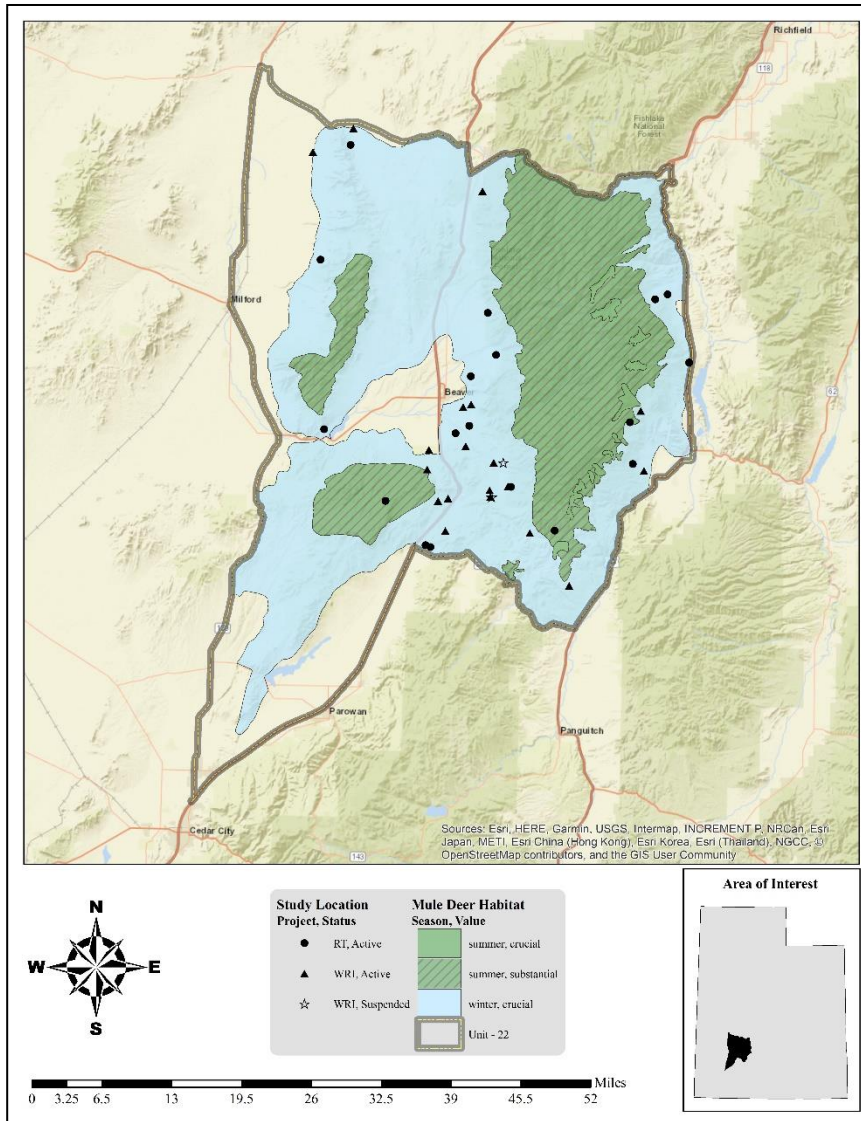 Richfield
118
Fishlake
National
Forest
Milford
Beaver
62
Parowan
Panguitch
Cedar City
143
Sources: Esri, HERE, Garmin, USGS, Intermap, INCREMENT P, NRCan, Esri
Japan, METI, Esri China (Hong Kong), Esri Korea, Esri (Thailand), NGCC, ©
OpenStreetMap contributors, and the GIS User Community
N
W E
S
Study Location Mule Deer Habitat
Project, Status Season, Value
RT, Active summer, crucial
WRI, Active summer, substantial
WRI, Suspended winter, crucial
Unit - 22
Area of Interest
Miles
0 3.25 6.5 13 19.5 26 32.5 39 45.5 52